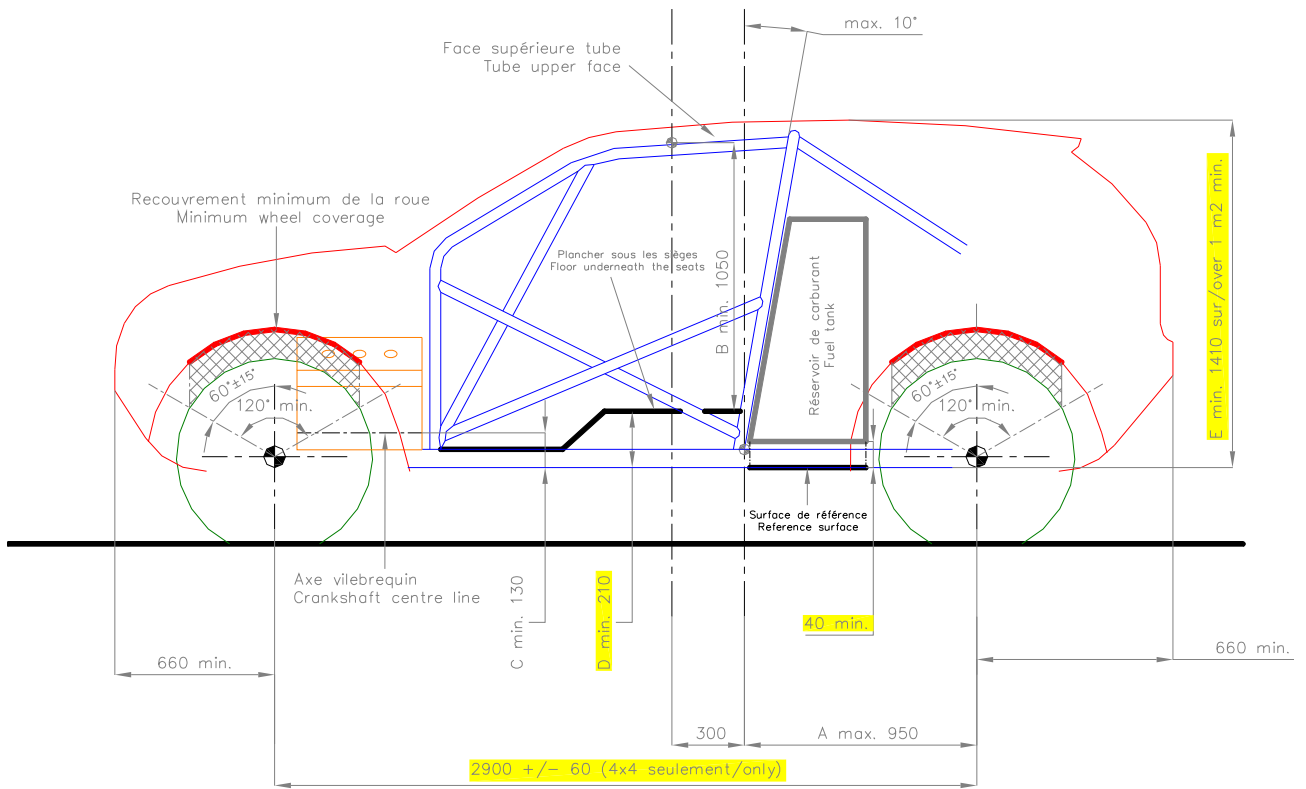 max. 10°
Face supérieure tube
Tube upper face
Recouvrement minimum de la roue
Minimum wheel coverage
Plancher sous les sièges
Floor underneath the seats
B min. 1050
Réservoir de carburant
Fuel tank
E min. 1410 sur/over 1 m2 min.
60°±15°
120° min.
60°±15°
120° min.
Surface de référence
Reference surface
Axe vilebrequin
Crankshaft centre line
C min. 130
D min. 210
40 min.
660 min.
660 min.
300
A max. 950
2900 +/- 60 (4x4 seulement/only)